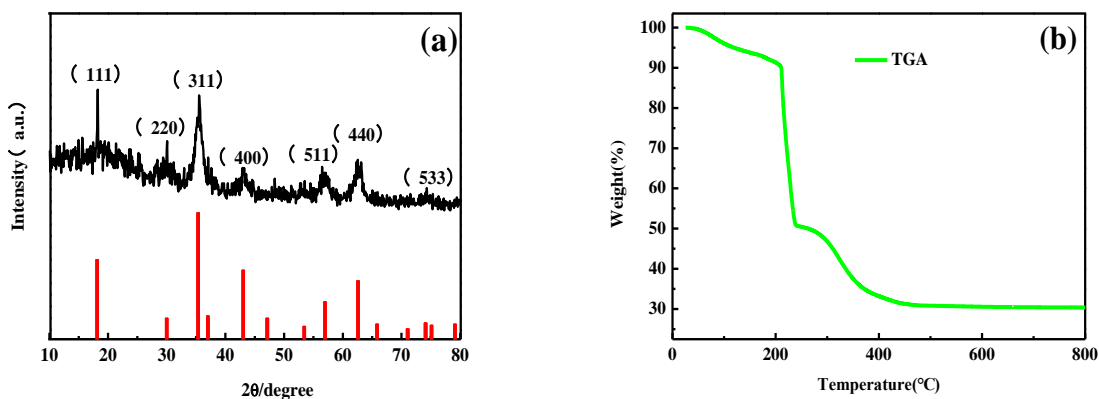 (a)
( 111)
( 311)
( 220)
( 400)
( 511)
( 440)
( 533)
Intensity( a.u.)
10 20 30 40 50 60 70 80
2θ/degree
(b)
TGA
100
90
80
70
60
50
40
30
Weight(%)
0 200 400 600 800
Temperature(℃)